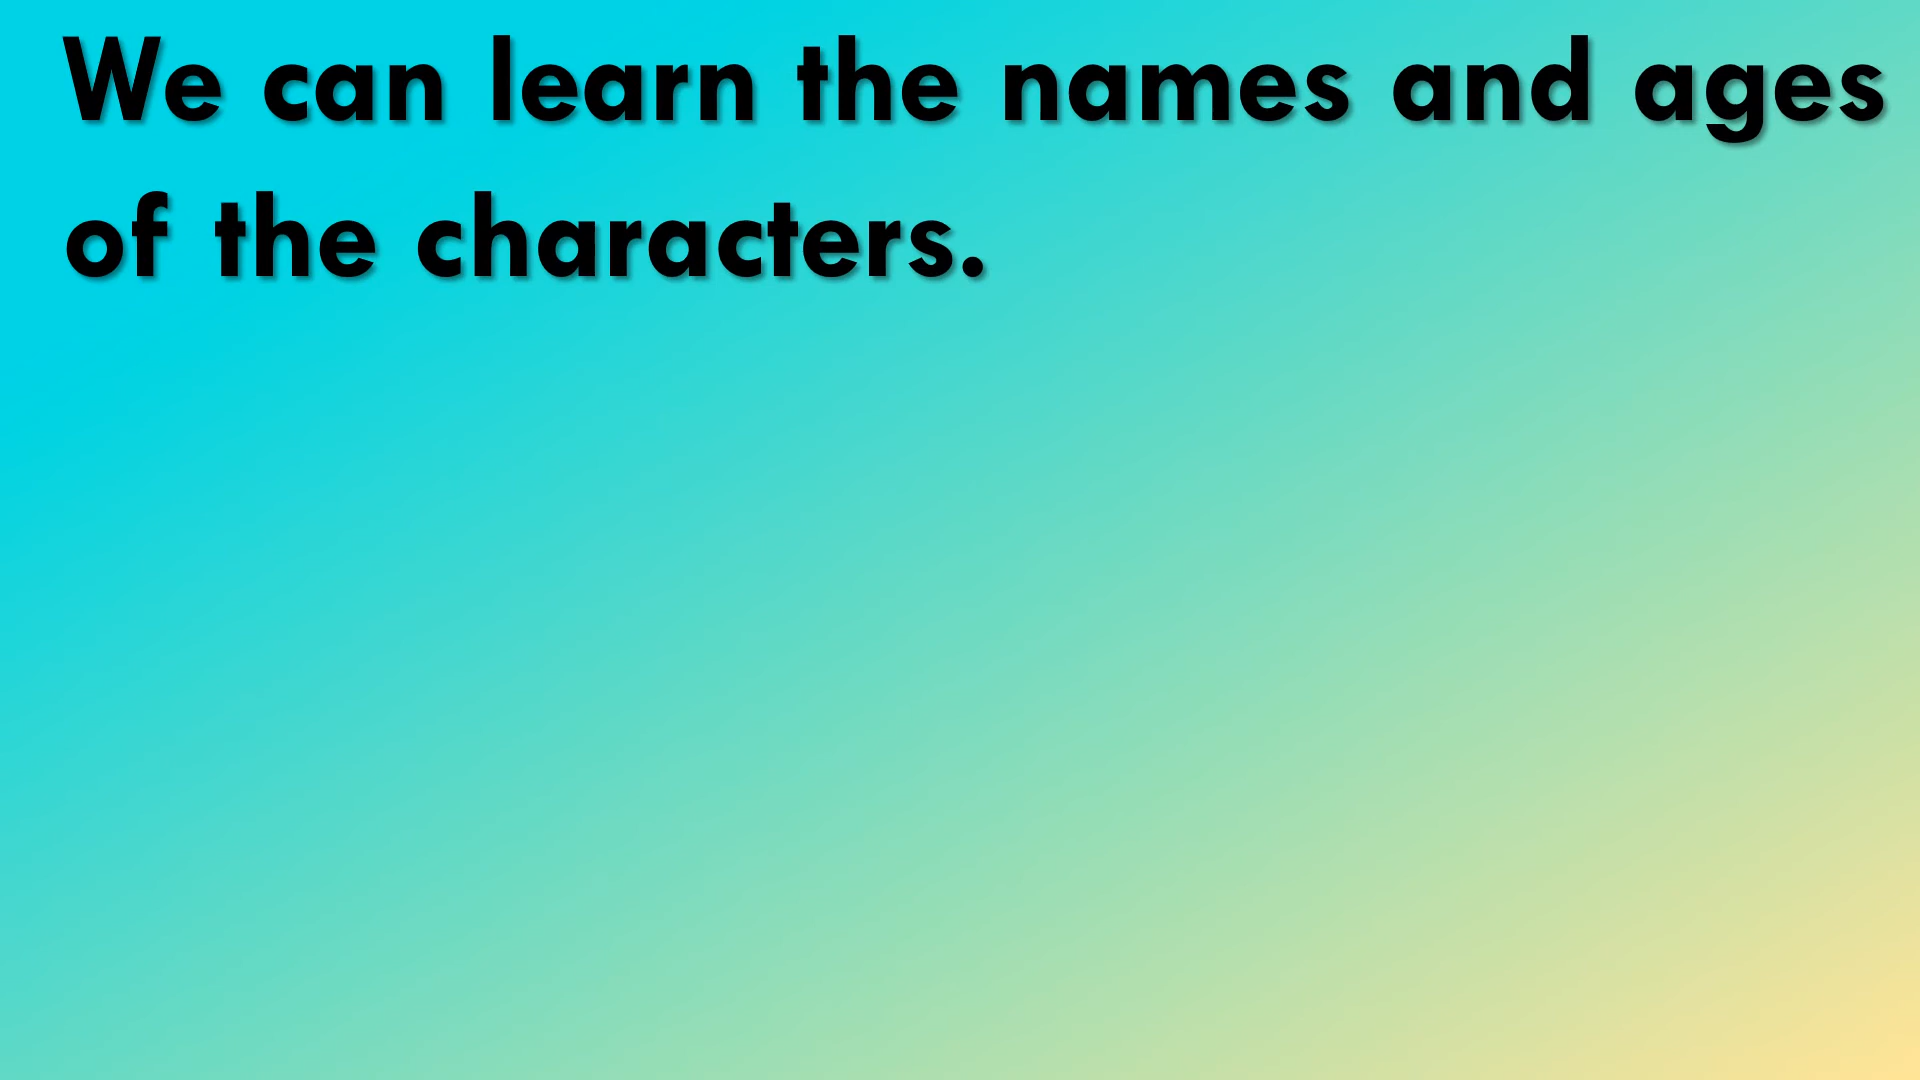 We can learn the names and ages
of the characters.